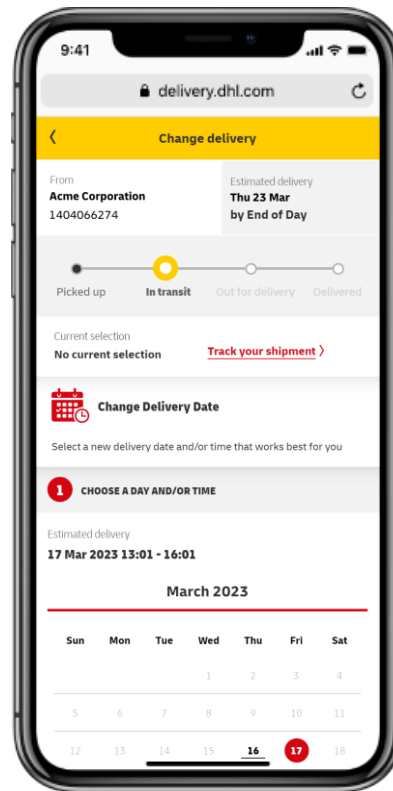 9:41
delivery.dhl.com
Change delivery
From
Acme Corporation
1404066274
Estimated delivery
Thu 23 Mar
by End of Day
Picked up In transit Out for delivery Delivered
Current selection
No current selection
Track your shipment
Change Delivery Date
Select a new delivery date and/or time that works best for you
1 CHOOSE A DAY AND/OR TIME
Estimated delivery
17 Mar 2023 13:01 - 16:01
March 2023
Sun Mon Tue Wed Thu Fri Sat
1 2 3 4
5 6 7 8 9 10 11
12 13 14 15 16 17 18